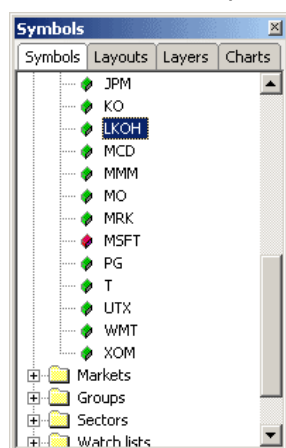 Symbols
Symbols Layouts Layers Charts
JPM
KO
LKOH
MCD
MMM
MO
MRK
MSFT
PG
T
UTX
WMT
XOM
Markets
Groups
Sectors
Watch lists